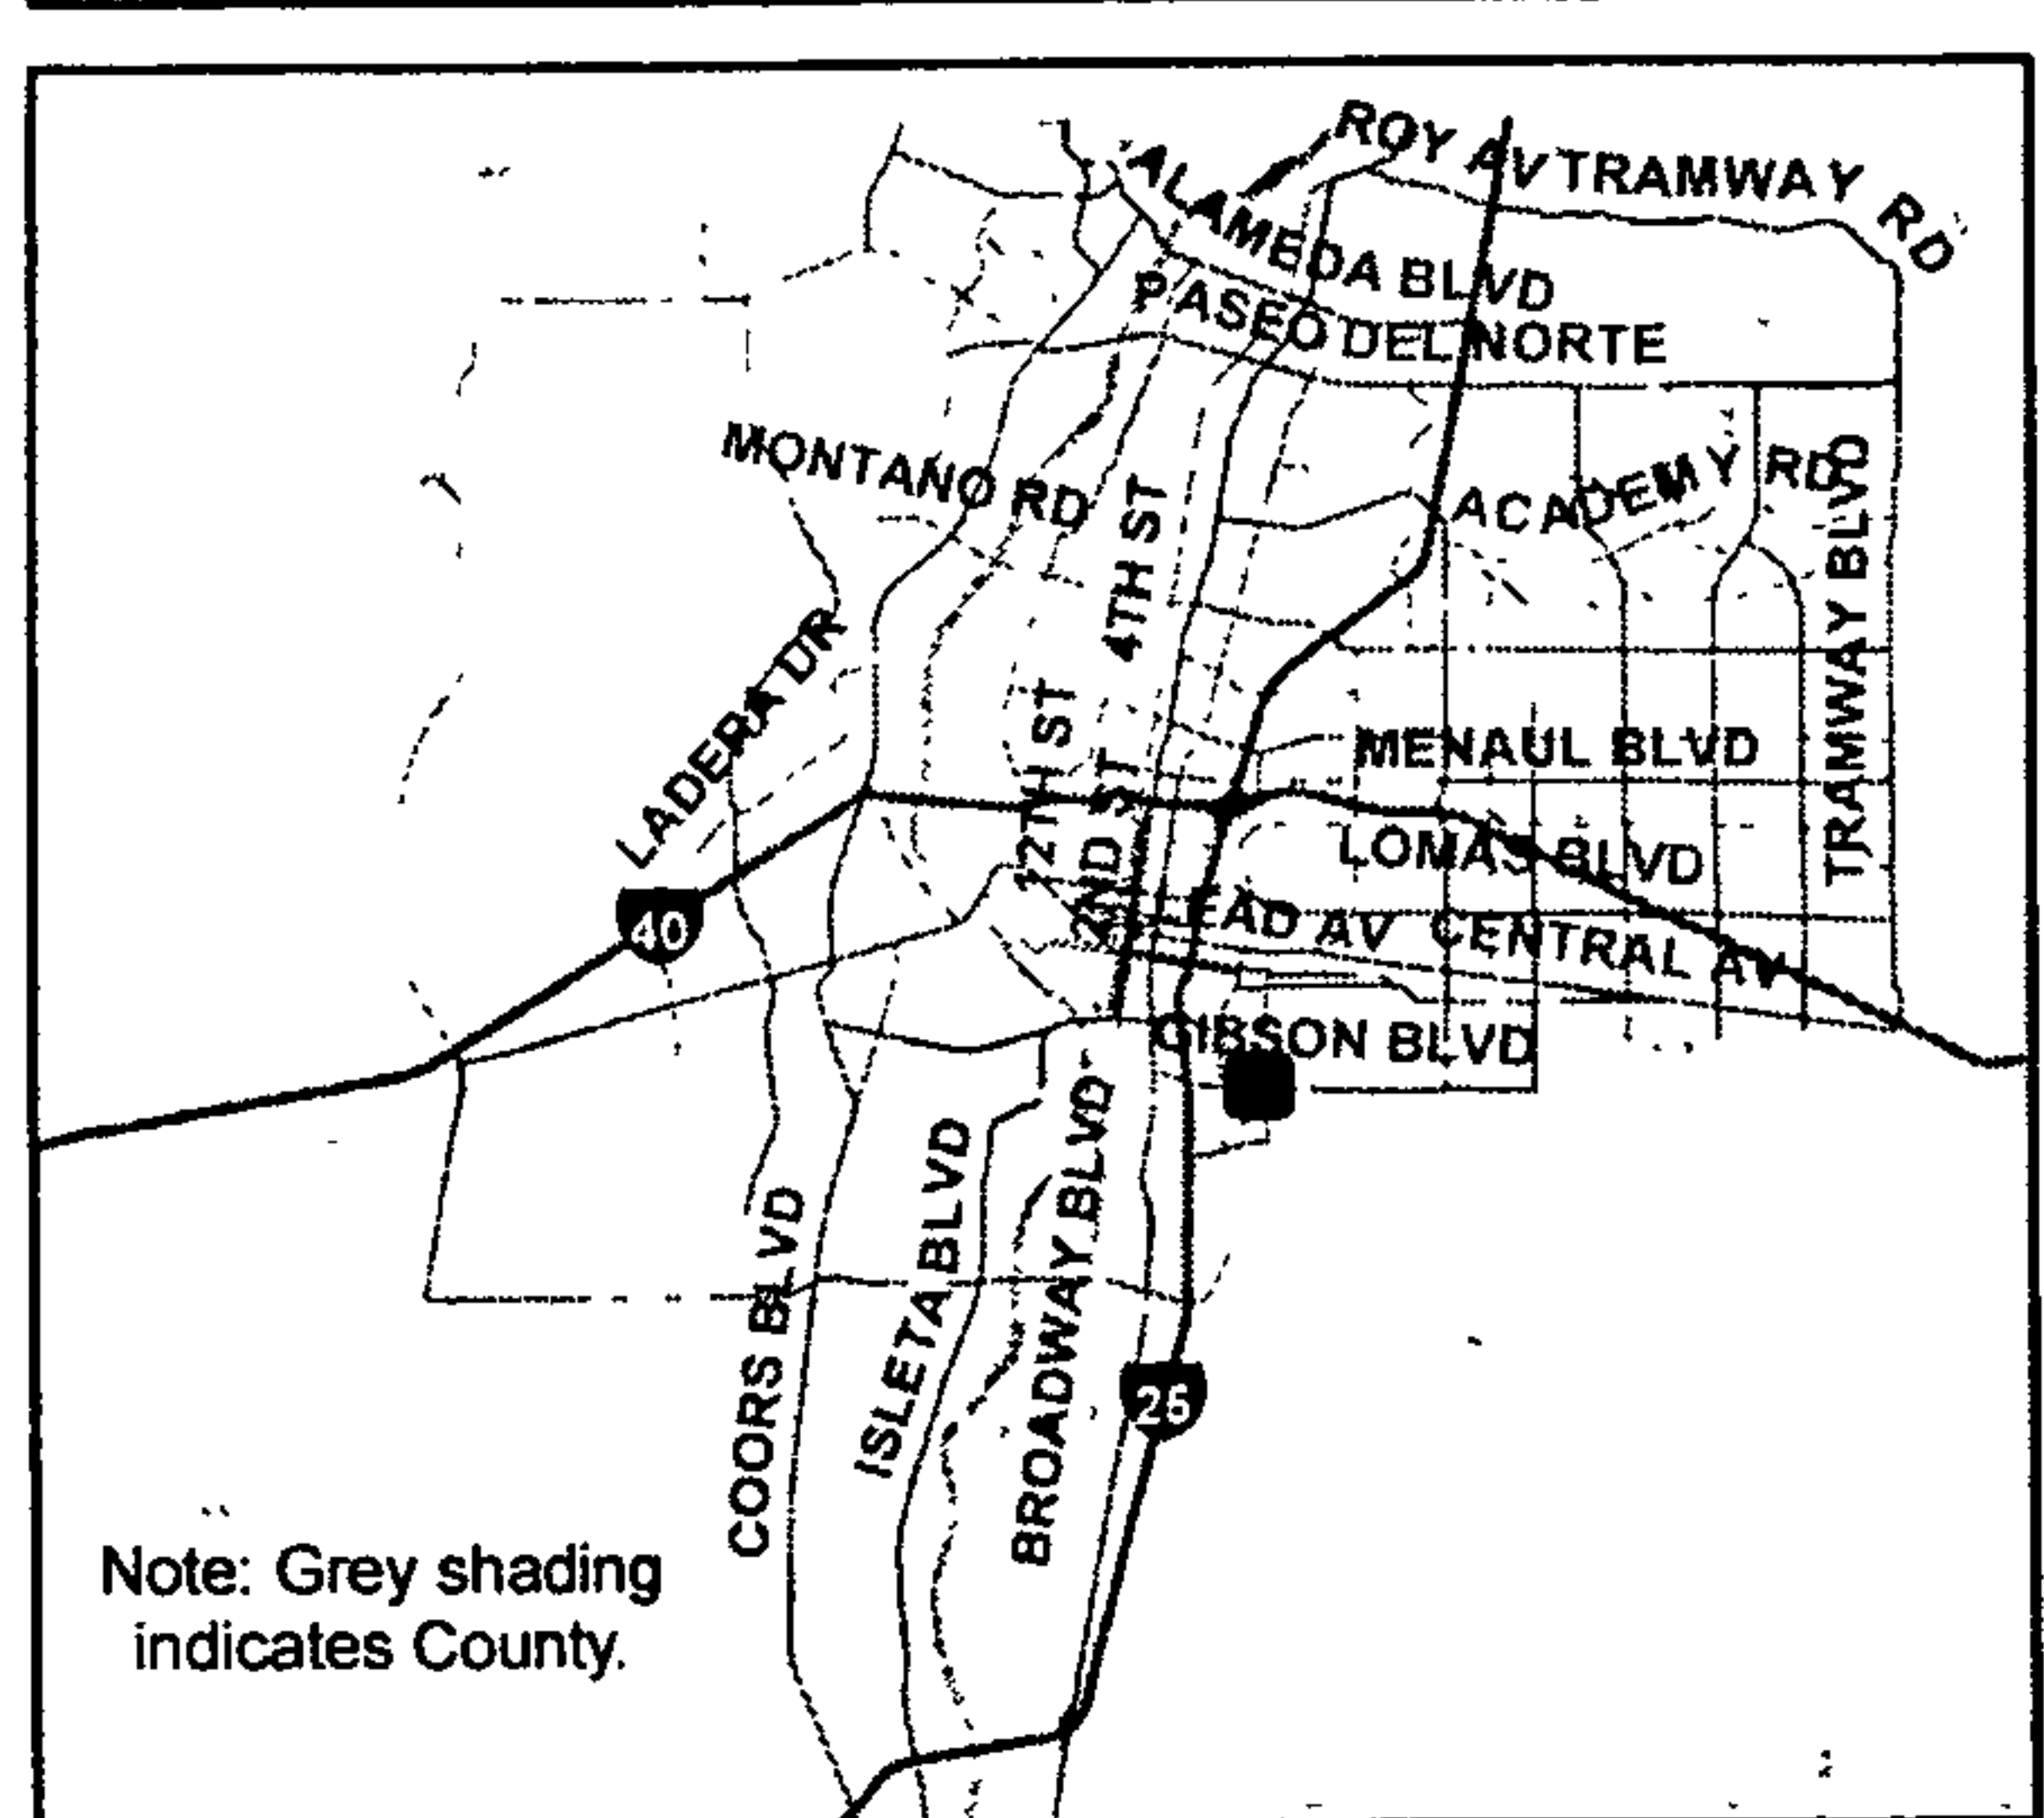 ROY AV
TRAMWAY RD
ALAMEDA BLVD
PASEO DEL NORTE
MONTANO RD
ACADEMY RD
TRAMWAY BLVD
4TH ST
LADERA DR
12TH ST
2ND ST
MENAUL BLVD
LOMAS BLVD
40
LEAD AV
CENTRAL AV
GIBSON BLVD
COORS BLVD
ISLETA BLVD
BROADWAY BLVD
25
Note: Grey shading
indicates County.